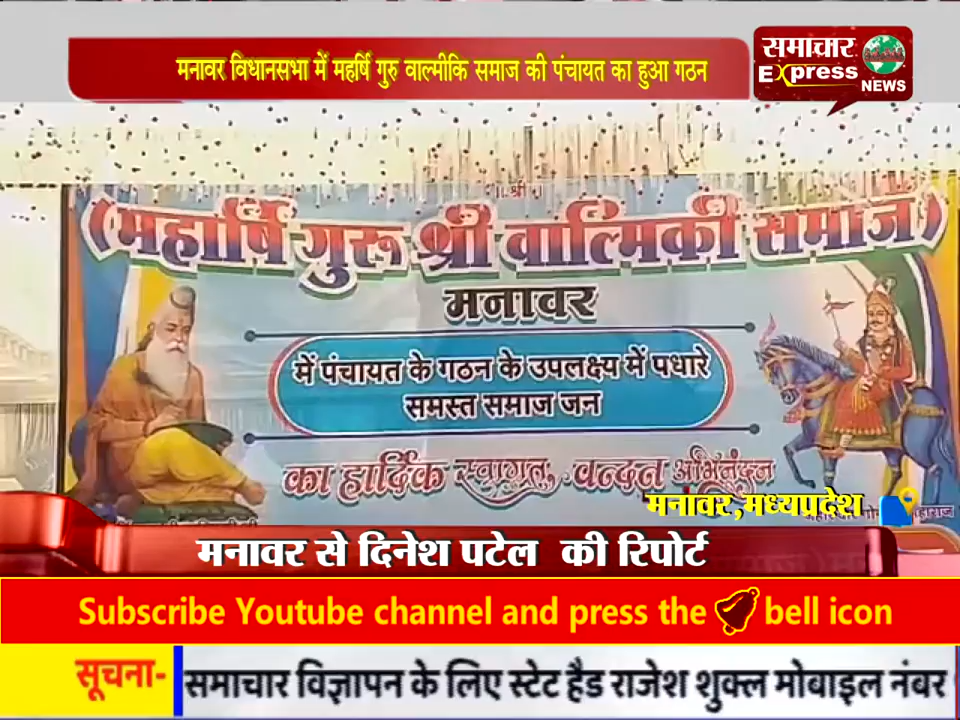 मनावर विधानसभा में महर्षि गुरु वाल्मीकि समाज की पंचायत का हुआ गठन
समाचार
Express
NEWS
श्री
(महार्षि गुरू श्री वाल्मिकी समाज)
मनावर
में पंचायत के गठन के उपलक्ष्य में पधारे
समस्त समाज जन
का हार्दिक स्वागत, वन्दन अभिनंदन
मनावर,मध्यप्रदेश
मनावर से दिनेश पटेल की रिपोर्ट
Subscribe Youtube channel and press the bell icon
सूचना- समाचार विज्ञापन के लिए स्टेट हैड राजेश शुक्ल मोबाइल नंबर